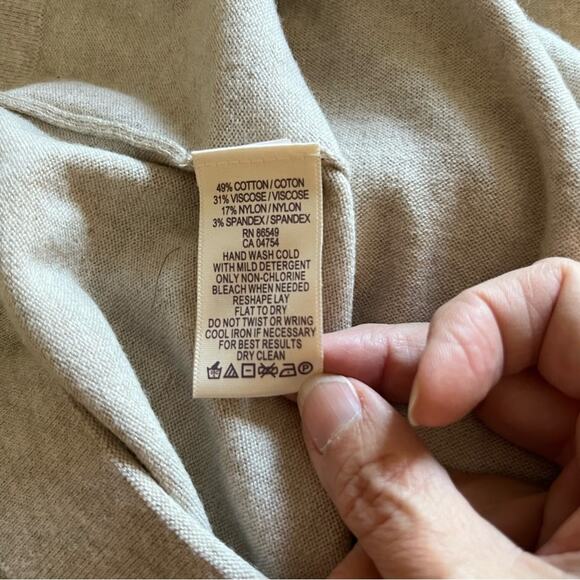 49% COTTON / COTON
31% VISCOSE / VISCOSE
17% NYLON / NYLON
3% SPANDEX / SPANDEX
RN 86549
CA 04754
HAND WASH COLD
WITH MILD DETERGENT
ONLY NON-CHLORINE
BLEACH WHEN NEEDED
RESHAPE LAY
FLAT TO DRY
DO NOT TWIST OR WRING
COOL IRON IF NECESSARY
FOR BEST RESULTS
DRY CLEAN
P